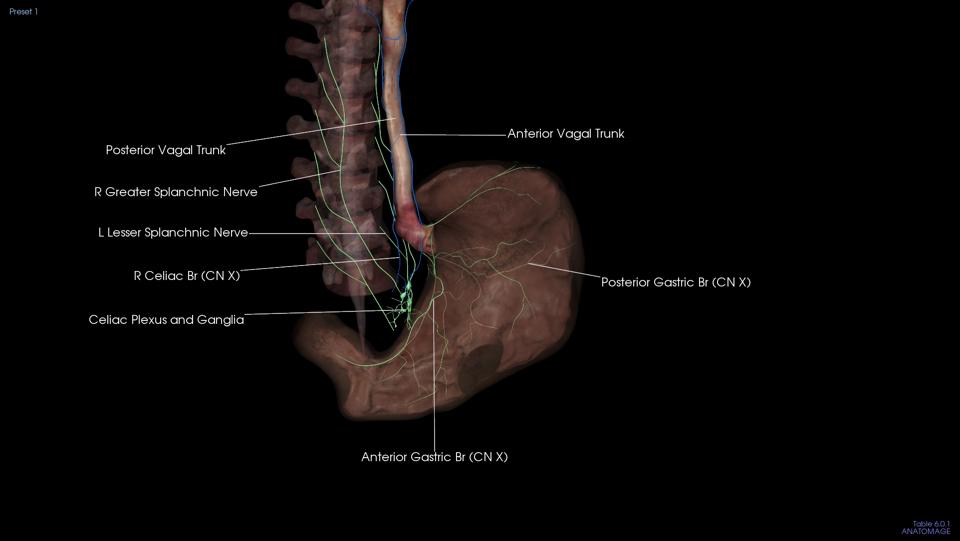 Preset 1
Anterior Vagal Trunk
Posterior Vagal Trunk
R Greater Splanchnic Nerve
L Lesser Splanchnic Nerve
R Celiac Br (CN X)
Posterior Gastric Br (CN X)
Celiac Plexus and Ganglia
Anterior Gastric Br (CN X)
Table 6.0.1
ANATOMAGE